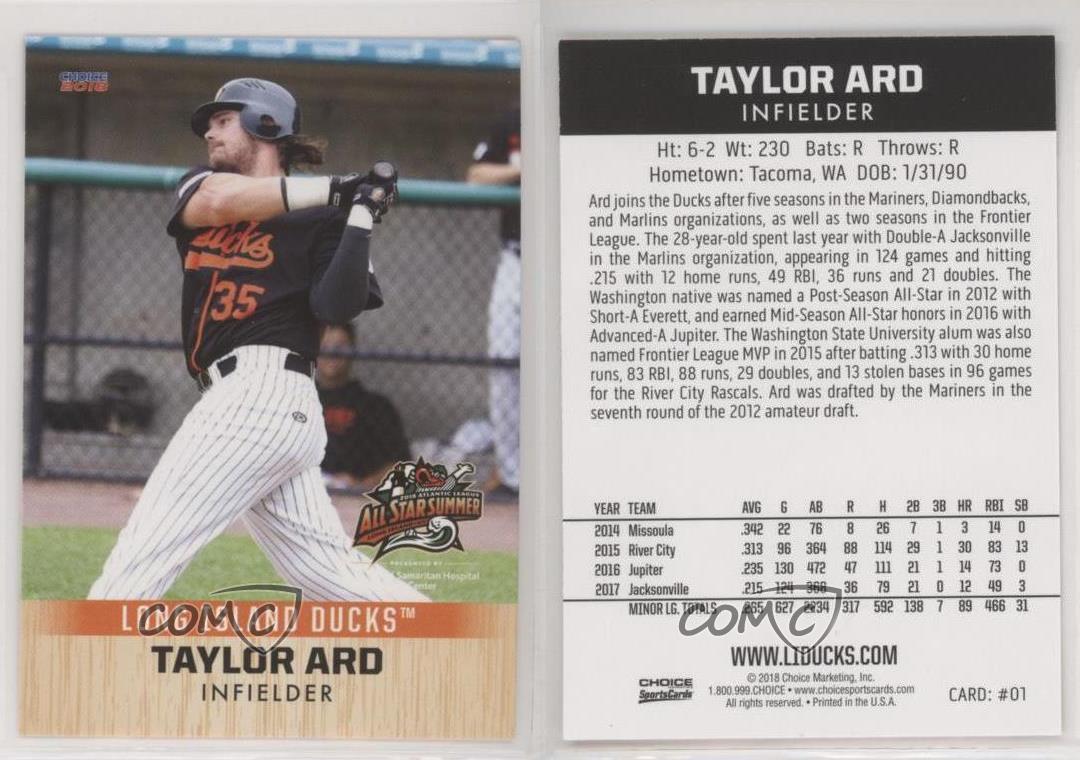 CHOICE
2018
Ducks
35
2018 ATLANTIC LEAGUE
ALL STAR SUMMER
PRESENTED BY
Samaritan Hospital
Center
LONG ISLAND DUCKS™
COMC
TAYLOR ARD
INFIELDER
TAYLOR ARD
INFIELDER
Ht: 6-2 Wt: 230 Bats: R Throws: R
Hometown: Tacoma, WA DOB: 1/31/90
Ard joins the Ducks after five seasons in the Mariners, Diamondbacks,
and Marlins organizations, as well as two seasons in the Frontier
League. The 28-year-old spent last year with Double-A Jacksonville
in the Marlins organization, appearing in 124 games and hitting
.215 with 12 home runs, 49 RBI, 36 runs and 21 doubles. The
Washington native was named a Post-Season All-Star in 2012 with
Short-A Everett, and earned Mid-Season All-Star honors in 2016 with
Advanced-A Jupiter. The Washington State University alum was also
named Frontier League MVP in 2015 after batting .313 with 30 home
runs, 83 RBI, 88 runs, 29 doubles, and 13 stolen bases in 96 games
for the River City Rascals. Ard was drafted by the Mariners in the
seventh round of the 2012 amateur draft.
YEAR TEAM AVG G AB R H 2B 3B HR RBI SB
2014 Missoula .342 22 76 8 26 7 1 3 14 0
2015 River City .313 96 364 88 114 29 1 30 83 13
2016 Jupiter .235 130 472 47 111 21 1 14 73 0
2017 Jacksonville .215 124 368 36 79 21 0 12 49 3
MINOR LG. TOTALS .265 627 2234 317 592 138 7 89 466 31
COMC
WWW.LIDUCKS.COM
CHOICE
SportsCards
© 2018 Choice Marketing, Inc.
1.800.999.CHOICE • www.choicesportscards.com
All rights reserved. • Printed in the U.S.A.
CARD: #01